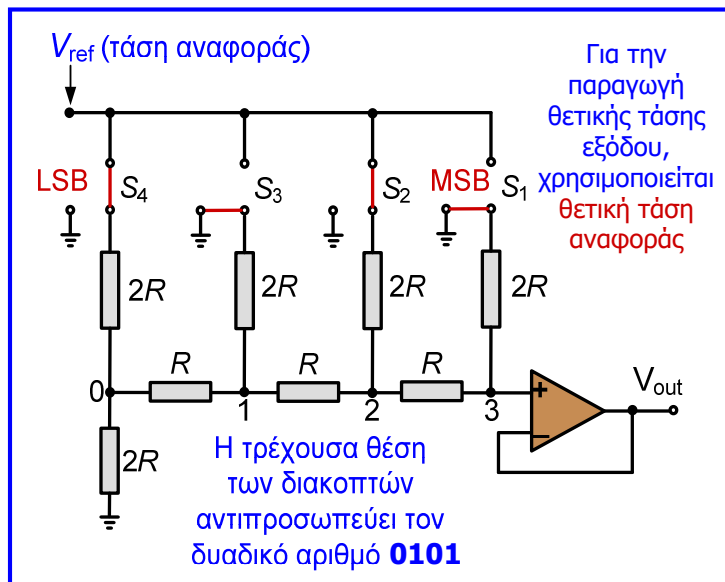 V_ref (τάση αναφοράς)
Για την
παραγωγή
θετικής τάσης
εξόδου,
χρησιμοποιείται
θετική τάση
αναφοράς
LSB S4 S3 S2 MSB S1
2R 2R 2R 2R
R R R
0 1 2 3 + Vout
−
2R
Η τρέχουσα θέση
των διακοπτών
αντιπροσωπεύει τον
δυαδικό αριθμό 0101